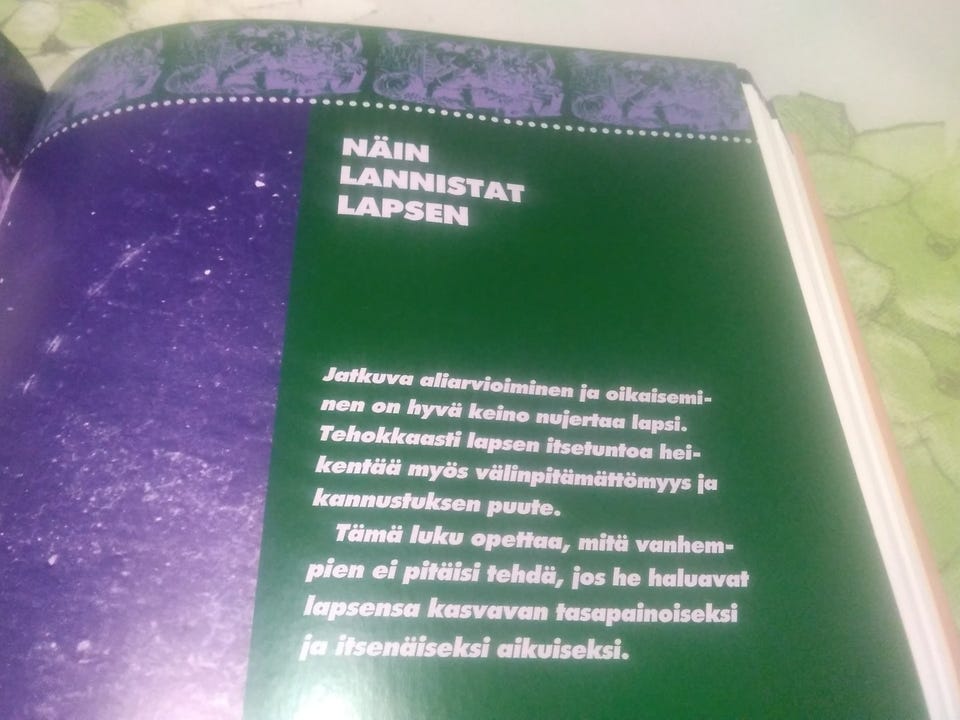 NÄIN
LANNISTAT
LAPSEN
Jatkuva aliarvioiminen ja oikaisemi-
nen on hyvä keino nujertaa lapsi.
Tehokkaasti lapsen itsetuntoa hei-
kentää myös välinpitämättömyys ja
kannustuksen puute.
Tämä luku opettaa, mitä vanhem-
pien ei pitäisi tehdä, jos he haluavat
lapsensa kasvavan tasapainoiseksi
ja itsenäiseksi aikuiseksi.